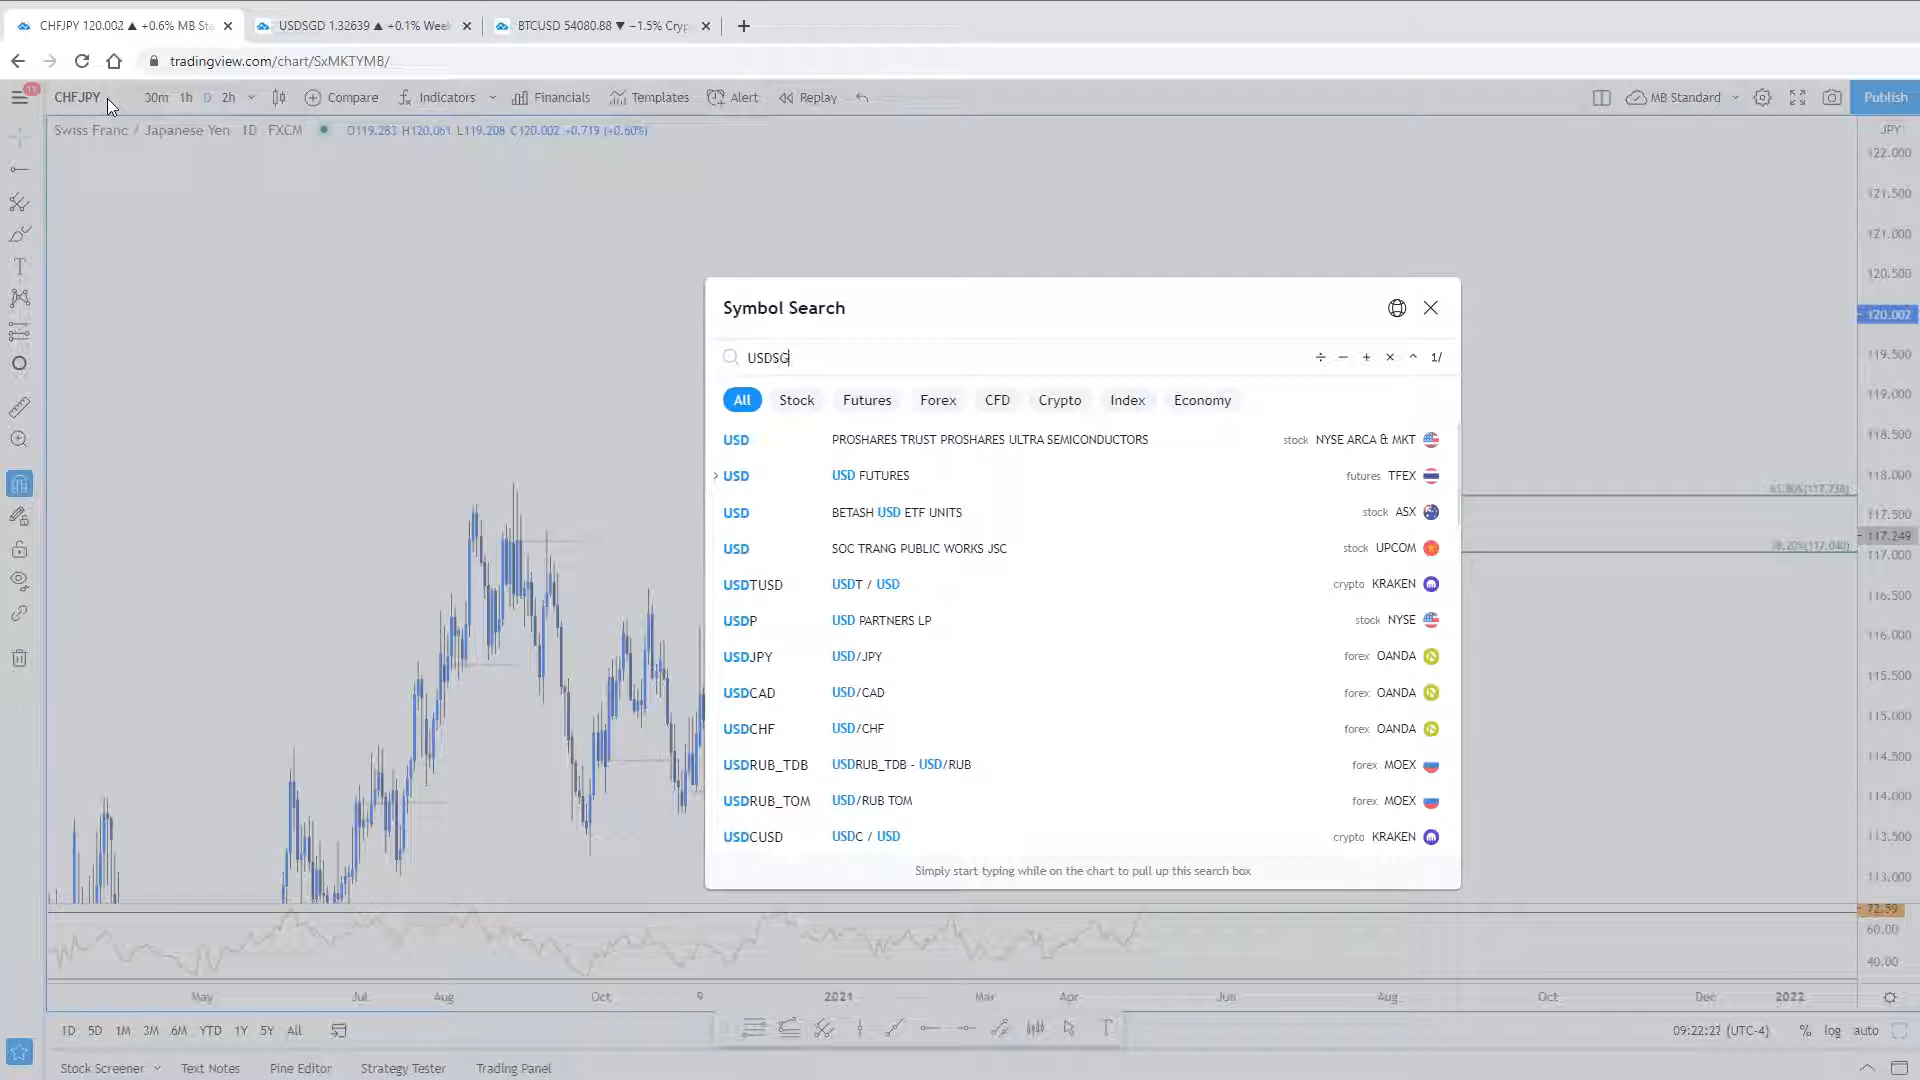 CHFJPY 120.002 ▲ +0.6% MB Sta
USDSGD 1.32639 ▲ +0.1% Week
BTCUSD 54080.88 ▼ −1.5% Cryp
tradingview.com/chart/SxMKTYMB/
11
CHFJPY 30m 1h D 2h Compare Indicators Financials Templates Alert Replay MB Standard Publish
Swiss Franc / Japanese Yen 1D FXCM O119.283 H120.061 L119.208 C120.002 +0.719 (+0.60%)
JPY
122.000
121.500
121.000
120.500
120.002
119.500
119.000
118.500
118.000
61.80%(117.738)
117.500
117.249
38.20%(117.040)
117.000
116.500
116.000
115.500
115.000
114.500
114.000
113.500
113.000
72.59
60.00
40.00
Symbol Search
USDSG
÷ − + × ^ 1/
All Stock Futures Forex CFD Crypto Index Economy
USD PROSHARES TRUST PROSHARES ULTRA SEMICONDUCTORS stock NYSE ARCA & MKT
USD USD FUTURES futures TFEX
USD BETASH USD ETF UNITS stock ASX
USD SOC TRANG PUBLIC WORKS JSC stock UPCOM
USDTUSD USDT / USD crypto KRAKEN
USDP USD PARTNERS LP stock NYSE
USDJPY USD/JPY forex OANDA
USDCAD USD/CAD forex OANDA
USDCHF USD/CHF forex OANDA
USDRUB_TDB USDRUB_TDB - USD/RUB forex MOEX
USDRUB_TOM USD/RUB TOM forex MOEX
USDCUSD USDC / USD crypto KRAKEN
Simply start typing while on the chart to pull up this search box
May Jul Aug Oct 9 2021 Mar Apr Jun Aug Oct Dec 2022
1D 5D 1M 3M 6M YTD 1Y 5Y All
09:22:22 (UTC-4) % log auto
Stock Screener Text Notes Pine Editor Strategy Tester Trading Panel